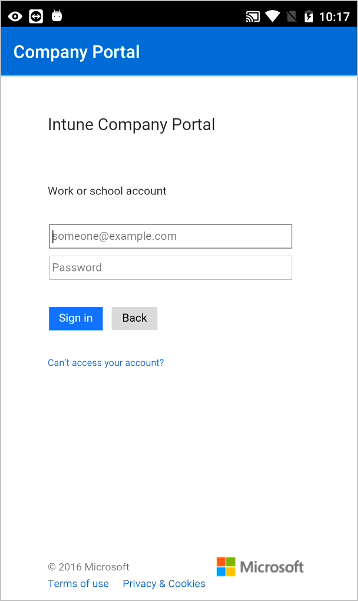 10:17
Company Portal
Intune Company Portal
Work or school account
someone@example.com
Password
Sign in Back
Can't access your account?
© 2016 Microsoft
Microsoft
Terms of use Privacy & Cookies